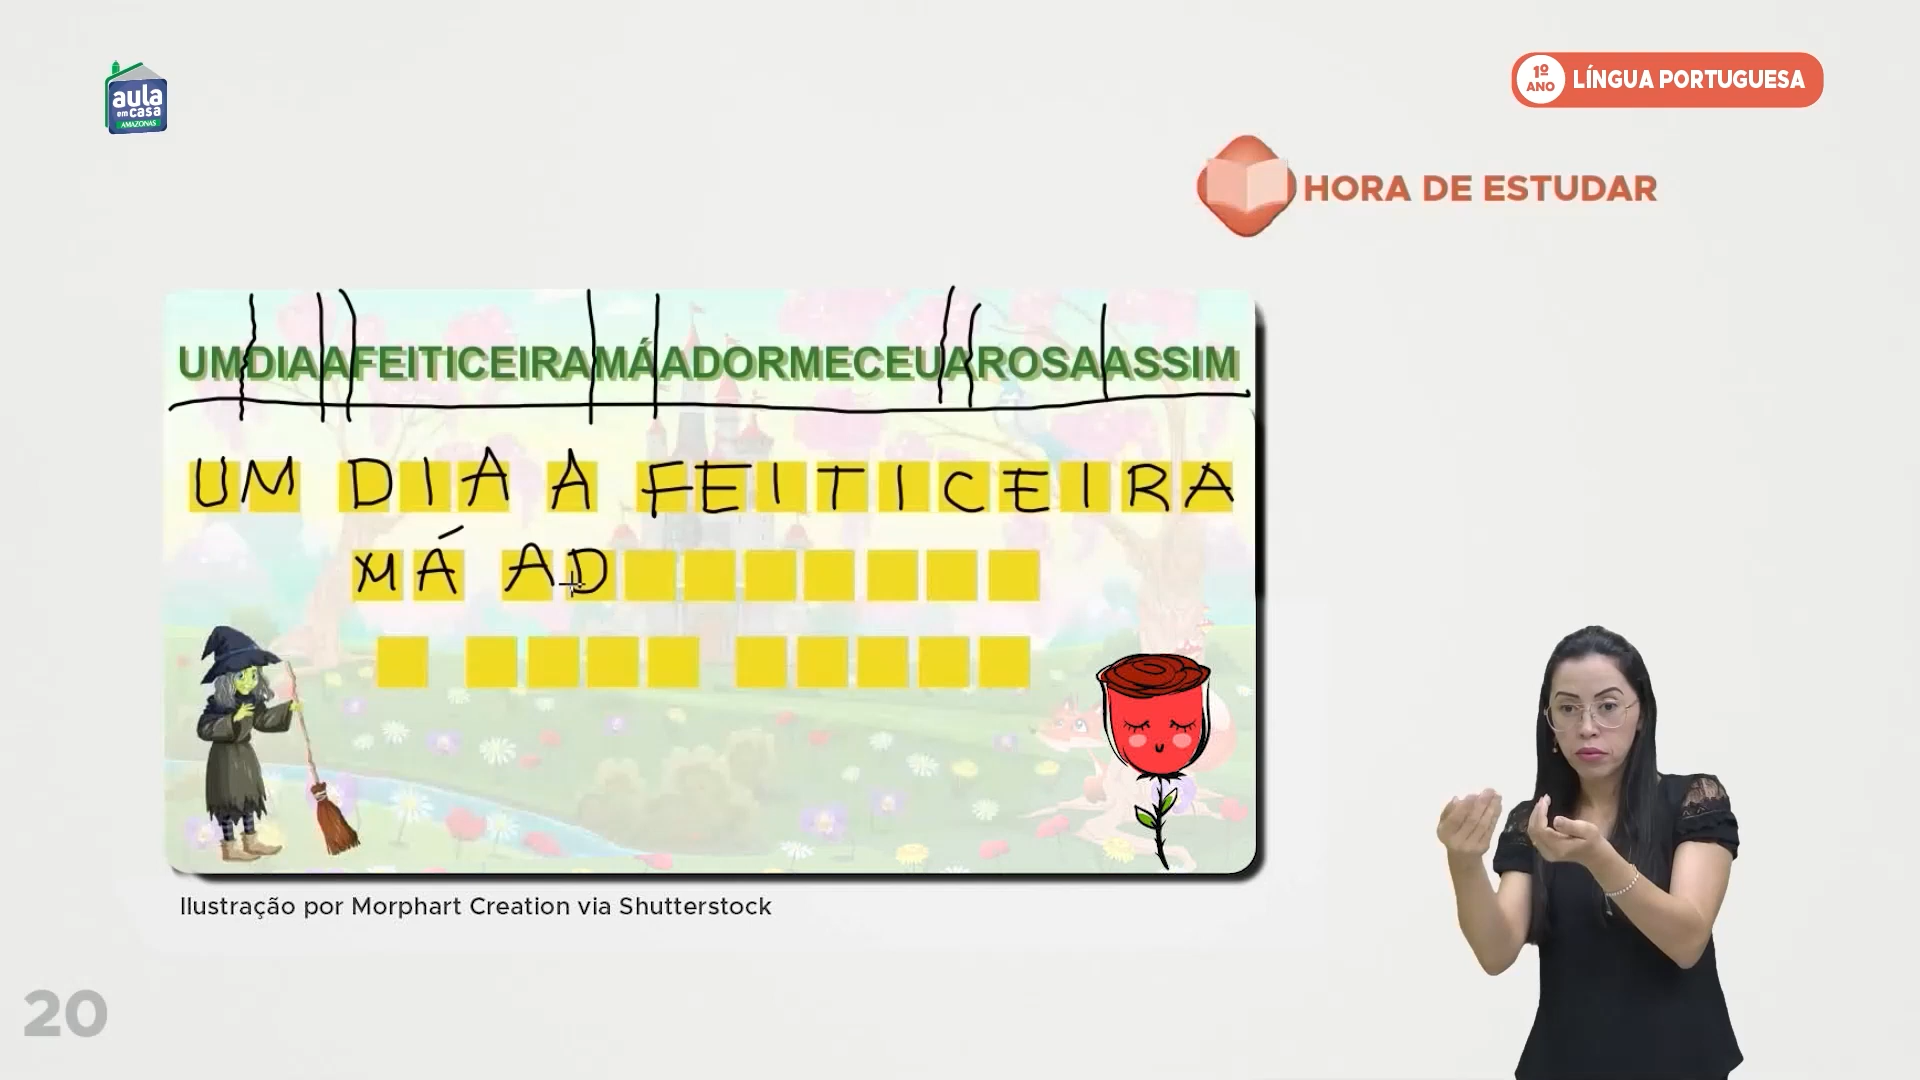 aula
em casa
AMAZONAS
1º
ANO
LÍNGUA PORTUGUESA
HORA DE ESTUDAR
UMDIAAFEITICEIRAMÁADORMECEUAROSAASSIM
UM DIA A FEITICEIRA
MÁ AD
Ilustração por Morphart Creation via Shutterstock
20